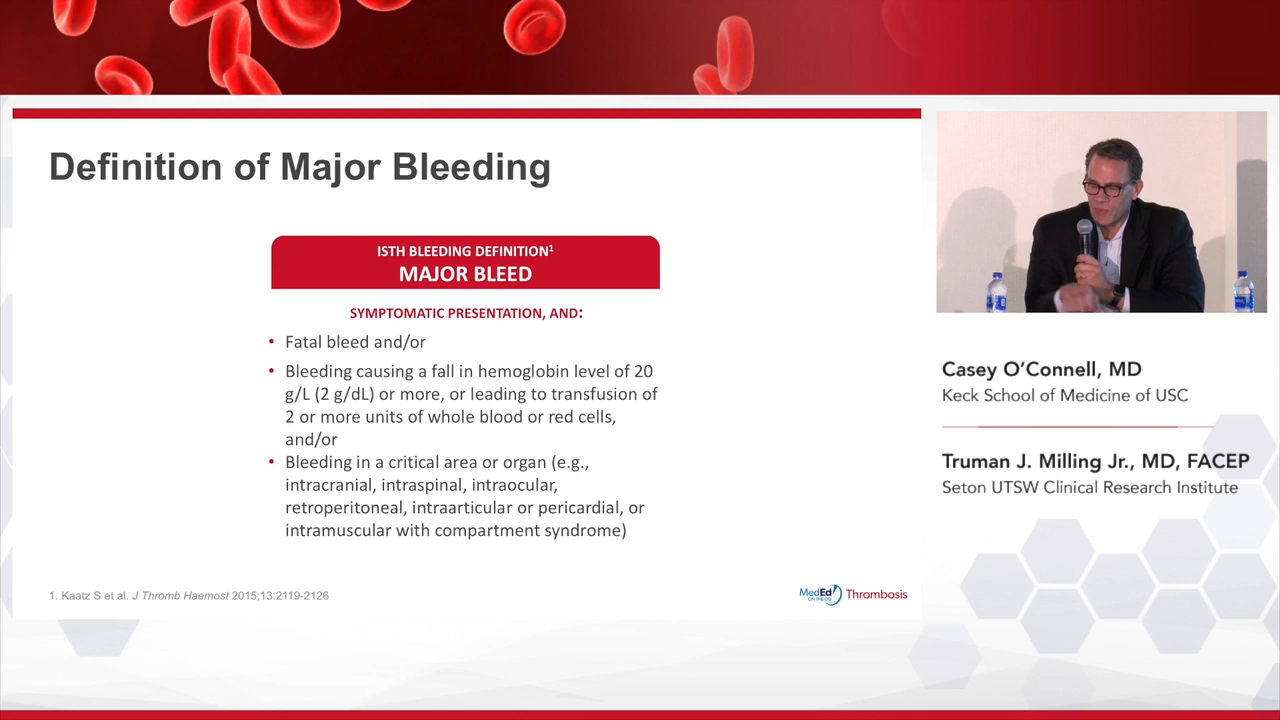 Definition of Major Bleeding
ISTH BLEEDING DEFINITION¹
MAJOR BLEED
SYMPTOMATIC PRESENTATION, AND:
• Fatal bleed and/or
• Bleeding causing a fall in hemoglobin level of 20
g/L (2 g/dL) or more, or leading to transfusion of
2 or more units of whole blood or red cells,
and/or
• Bleeding in a critical area or organ (e.g.,
intracranial, intraspinal, intraocular,
retroperitoneal, intraarticular or pericardial, or
intramuscular with compartment syndrome)
1. Kaatz S et al. J Thromb Haemost 2015;13:2119-2126
MedEd
ON THE GO
Thrombosis
Casey O'Connell, MD
Keck School of Medicine of USC
Truman J. Milling Jr., MD, FACEP
Seton UTSW Clinical Research Institute